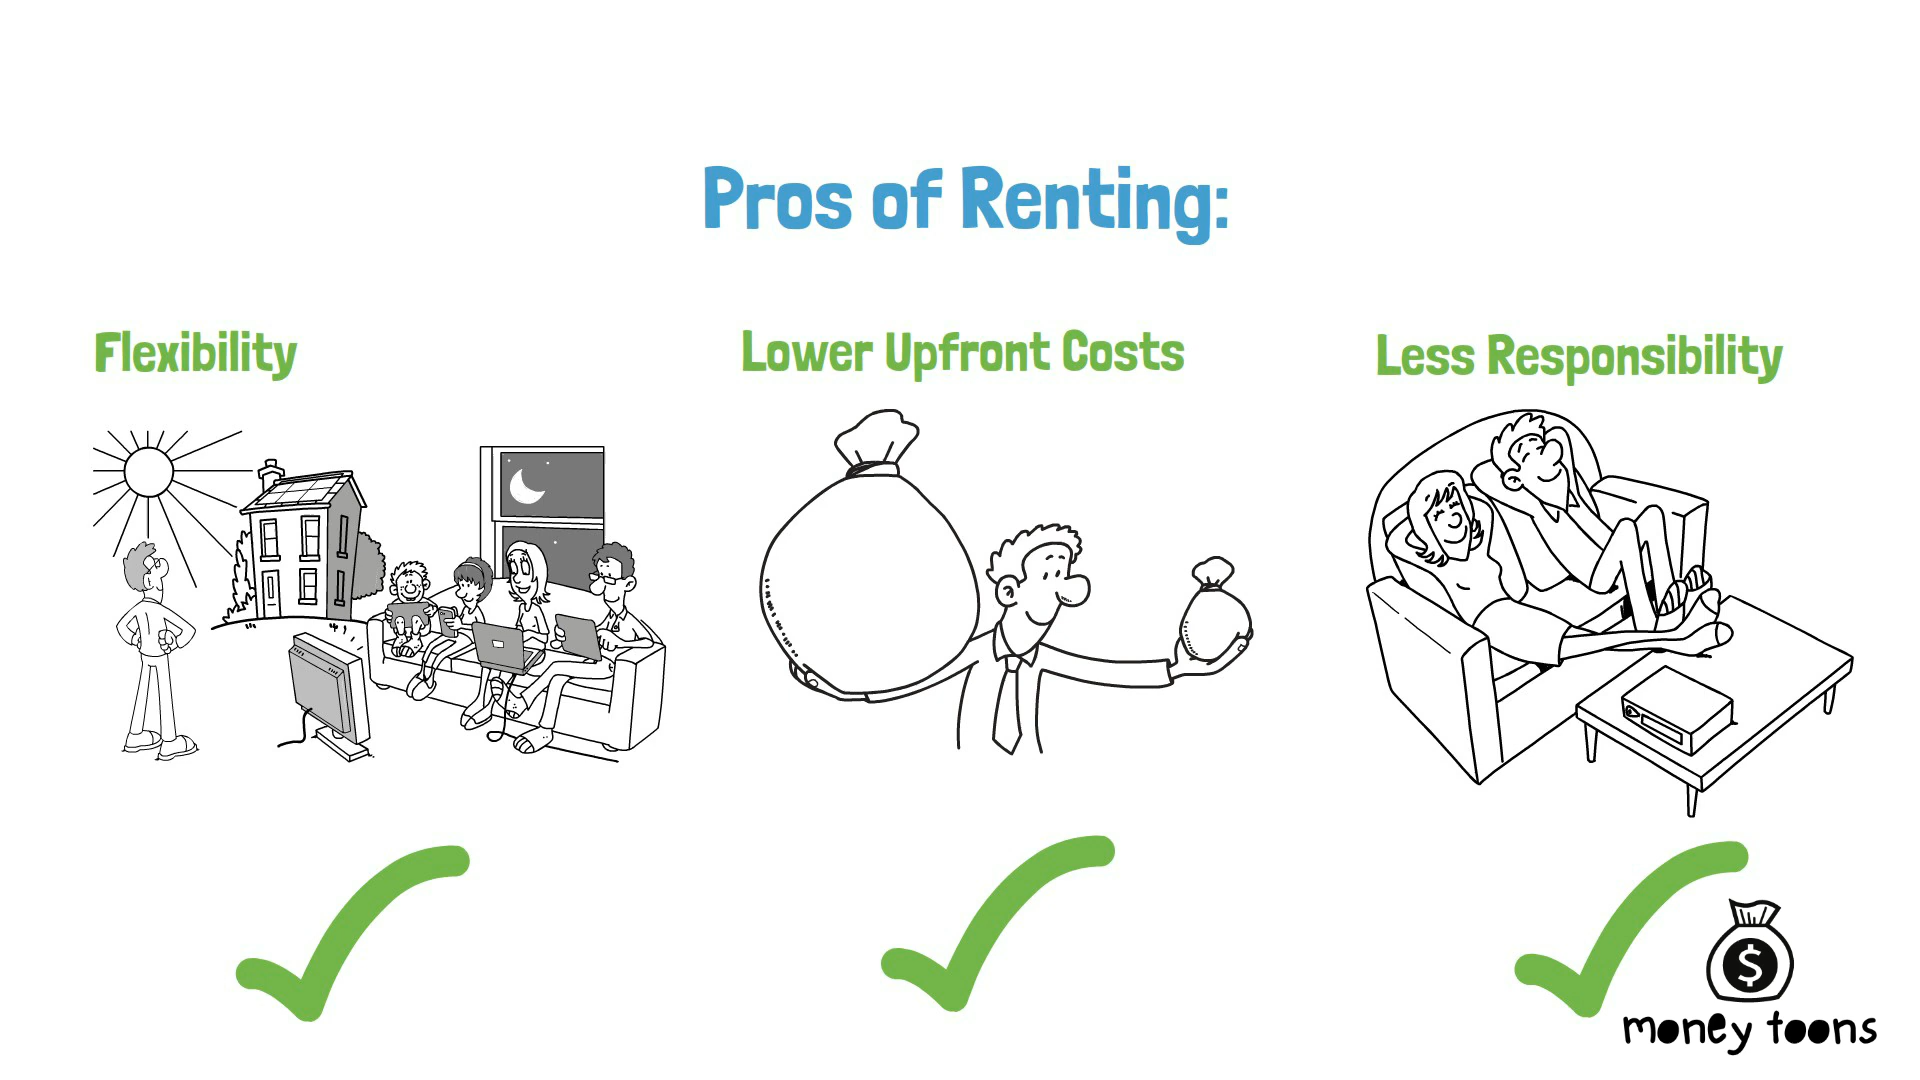 Pros of Renting:
Flexibility
Lower Upfront Costs
Less Responsibility
$
money toons